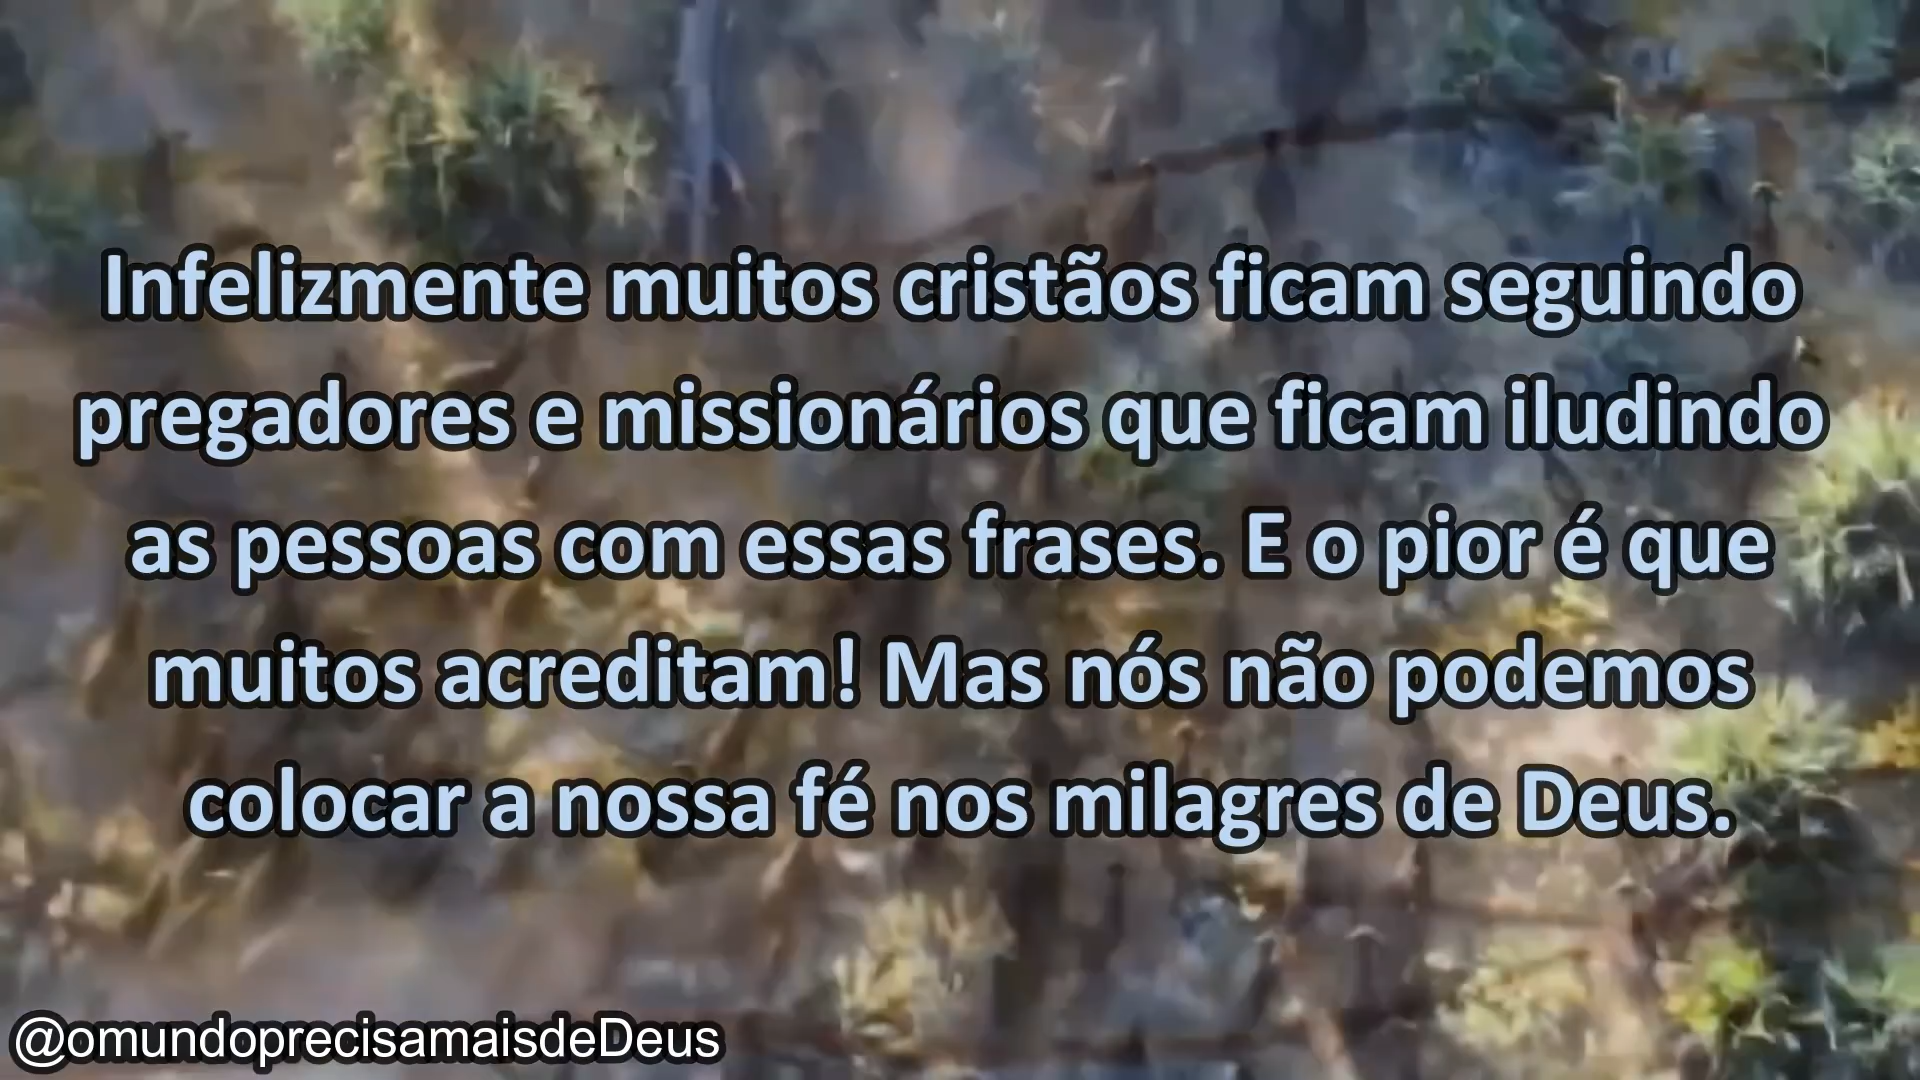 Infelizmente muitos cristãos ficam seguindo
pregadores e missionários que ficam iludindo
as pessoas com essas frases. E o pior é que
muitos acreditam! Mas nós não podemos
colocar a nossa fé nos milagres de Deus.
@omundoprecisamaisdeDeus